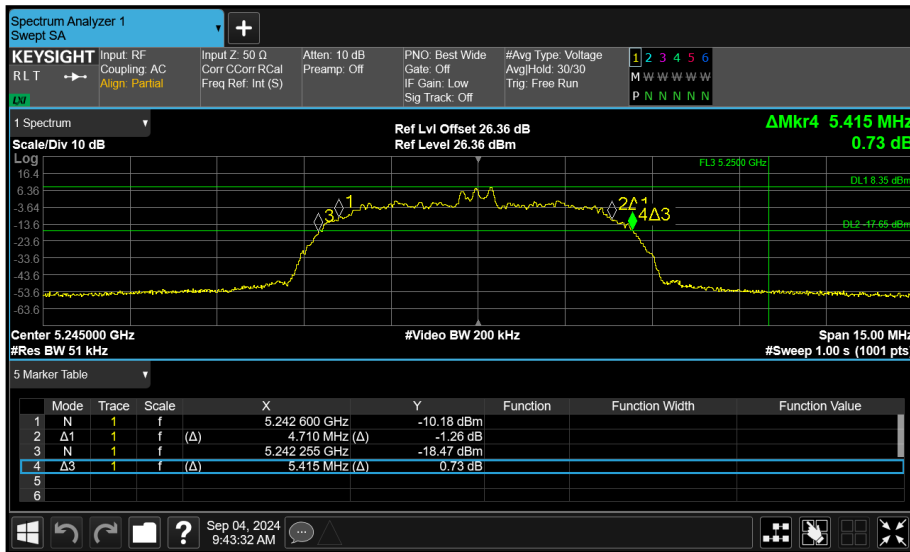 Spectrum Analyzer 1
Swept SA
KEYSIGHT
R L T
LXI
Input: RF
Coupling: AC
Align: Partial
Input Z: 50 Ω
Corr CCorr RCal
Freq Ref: Int (S)
Atten: 10 dB
Preamp: Off
PNO: Best Wide
Gate: Off
IF Gain: Low
Sig Track: Off
#Avg Type: Voltage
Avg|Hold: 30/30
Trig: Free Run
1 2 3 4 5 6
M W W W W W
P N N N N N
1 Spectrum
Scale/Div 10 dB
Ref Lvl Offset 26.36 dB
Ref Level 26.36 dBm
ΔMkr4 5.415 MHz
0.73 dB
Log
16.4
6.36
-3.64
-13.6
-23.6
-33.6
-43.6
-53.6
-63.6
FL3 5.2500 GHz
DL1 8.35 dBm
DL2 -17.65 dBm
3
1
2Δ1
4Δ3
Center 5.245000 GHz
#Video BW 200 kHz
Span 15.00 MHz
#Res BW 51 kHz
#Sweep 1.00 s (1001 pts)
5 Marker Table
Mode Trace Scale X Y Function Function Width Function Value
1 N 1 f 5.242 600 GHz -10.18 dBm
2 Δ1 1 f (Δ) 4.710 MHz (Δ) -1.26 dB
3 N 1 f 5.242 255 GHz -18.47 dBm
4 Δ3 1 f (Δ) 5.415 MHz (Δ) 0.73 dB
5
6
?
Sep 04, 2024
9:43:32 AM